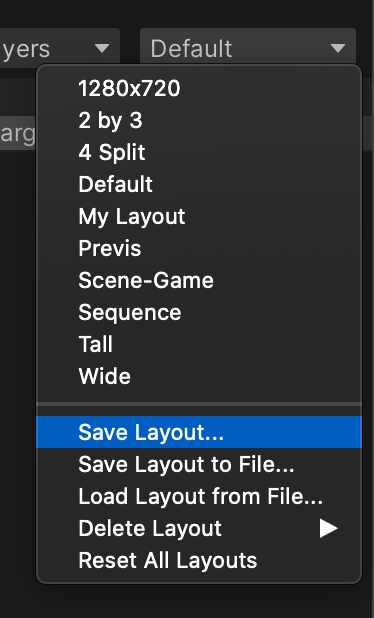 yers
Default
arg
1280x720
2 by 3
4 Split
Default
My Layout
Previs
Scene-Game
Sequence
Tall
Wide
Save Layout...
Save Layout to File...
Load Layout from File...
Delete Layout
Reset All Layouts